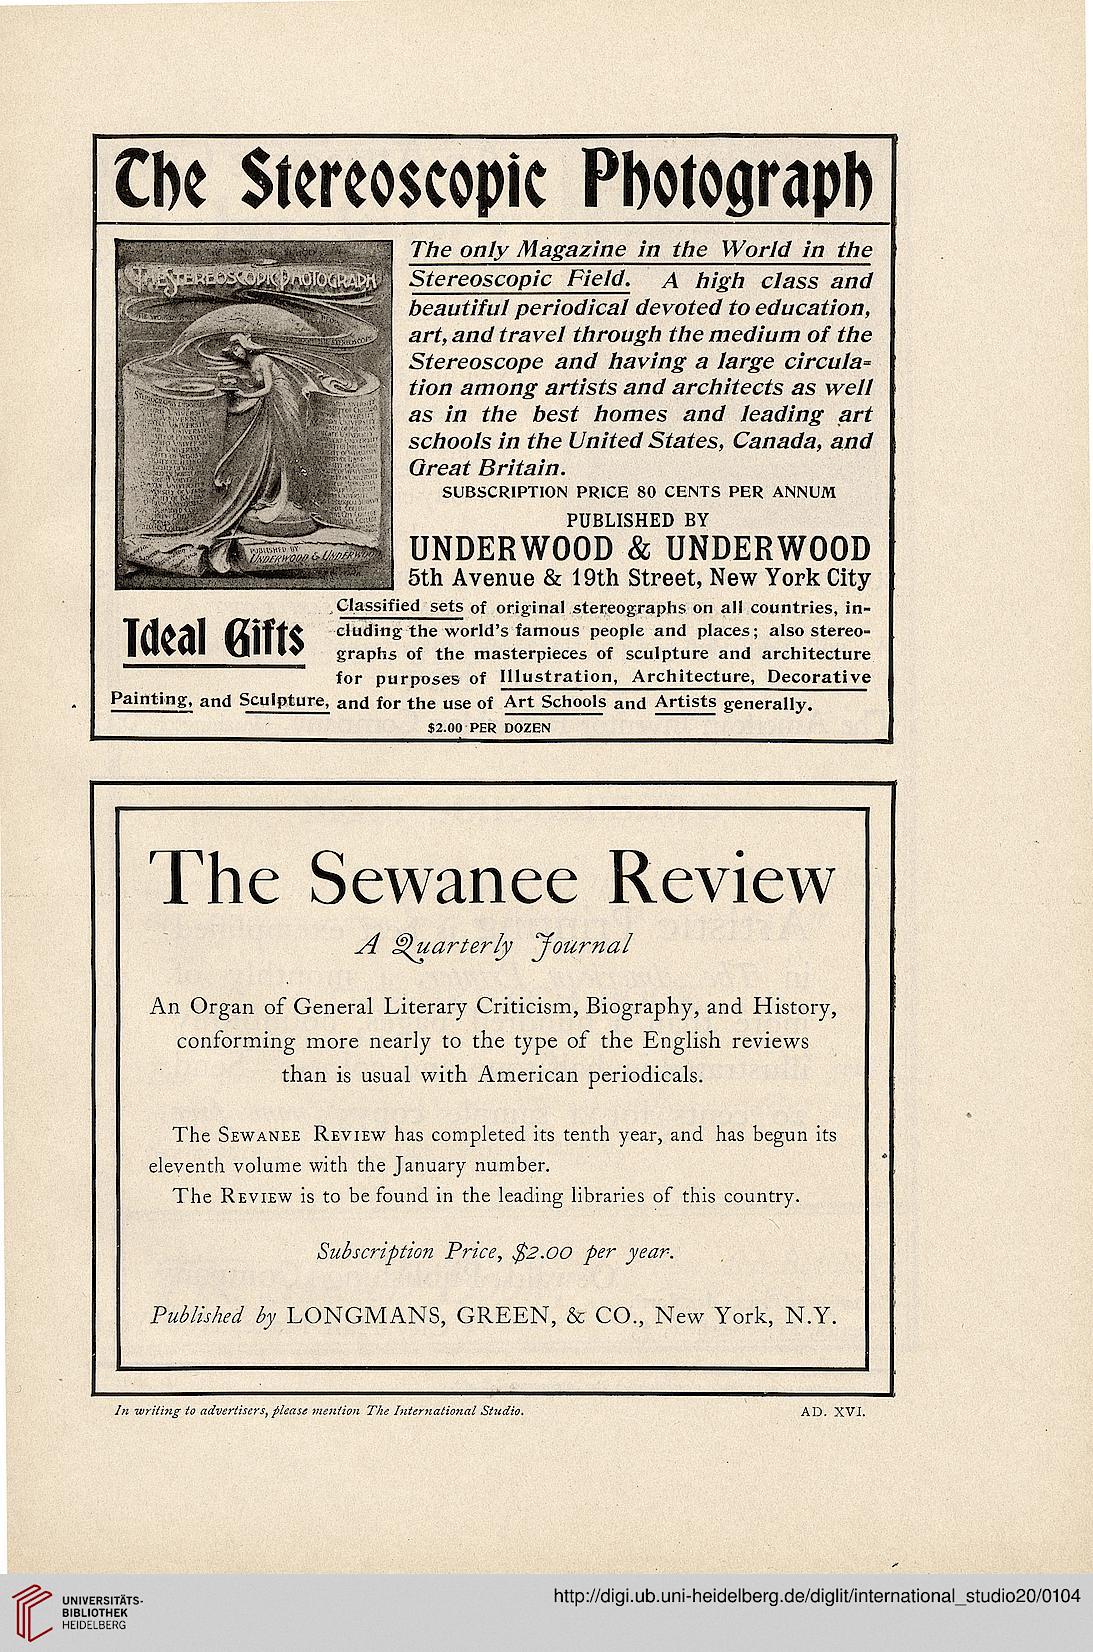 The Stereoscopic Photograph
THE STEREOSCOPIC PHOTOGRAPH
PUBLISHED BY
UNDERWOOD & UNDERWOOD
The only Magazine in the World in the
Stereoscopic Field. A high class and
beautiful periodical devoted to education,
art, and travel through the medium of the
Stereoscope and having a large circula=
tion among artists and architects as well
as in the best homes and leading art
schools in the United States, Canada, and
Great Britain.
SUBSCRIPTION PRICE 80 CENTS PER ANNUM
PUBLISHED BY
UNDERWOOD & UNDERWOOD
5th Avenue & 19th Street, New York City
Ideal Gifts
Classified sets of original stereographs on all countries, in-
cluding the world's famous people and places; also stereo-
graphs of the masterpieces of sculpture and architecture
for purposes of Illustration, Architecture, Decorative
Painting, and Sculpture, and for the use of Art Schools and Artists generally.
$2.00 PER DOZEN
The Sewanee Review
A Quarterly Journal
An Organ of General Literary Criticism, Biography, and History,
conforming more nearly to the type of the English reviews
than is usual with American periodicals.
The SEWANEE REVIEW has completed its tenth year, and has begun its
eleventh volume with the January number.
The REVIEW is to be found in the leading libraries of this country.
Subscription Price, $2.00 per year.
Published by LONGMANS, GREEN, & CO., New York, N.Y.
In writing to advertisers, please mention The International Studio.
AD. XVI.
UNIVERSITÄTS-
BIBLIOTHEK
HEIDELBERG
http://digi.ub.uni-heidelberg.de/diglit/international_studio20/0104